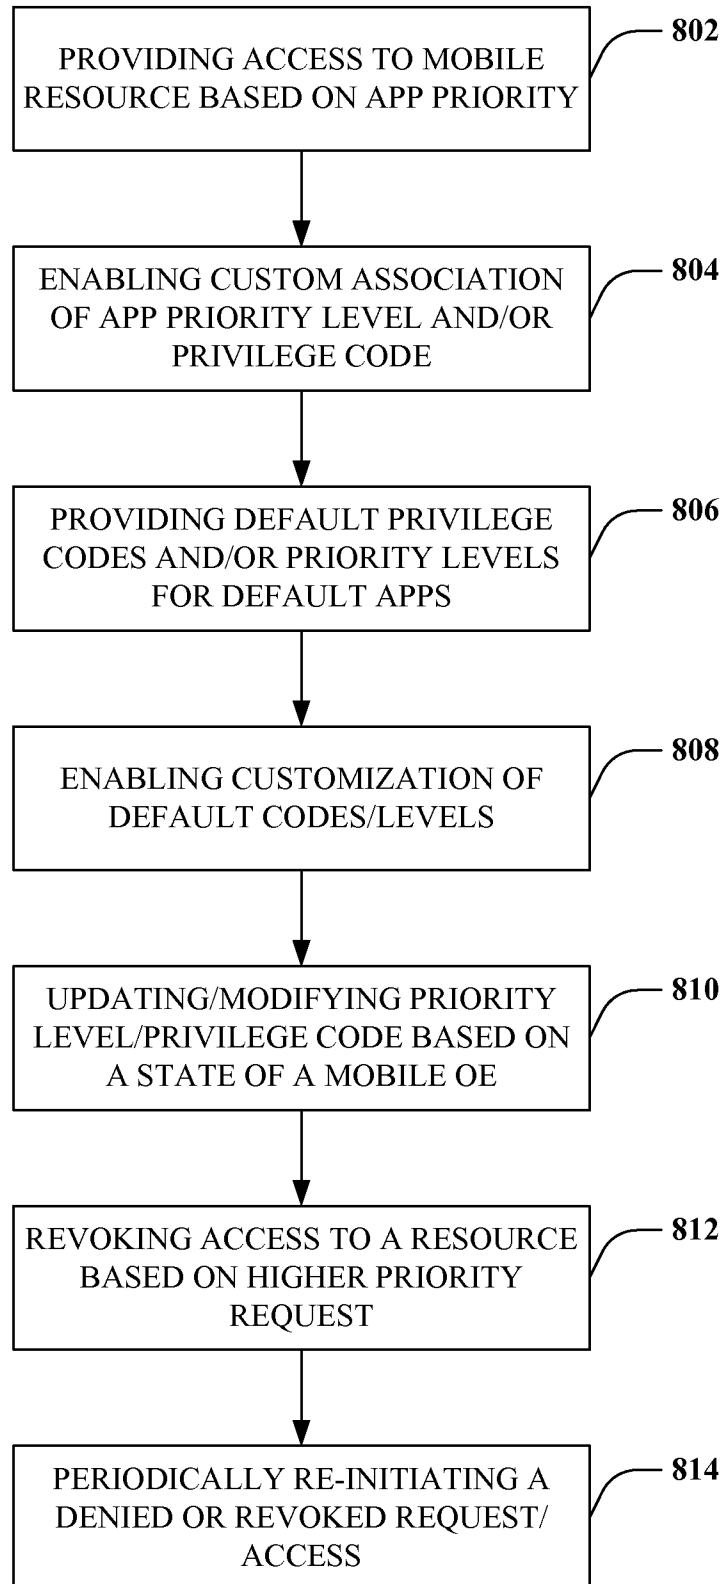 PROVIDING ACCESS TO MOBILE
RESOURCE BASED ON APP PRIORITY
802
ENABLING CUSTOM ASSOCIATION
OF APP PRIORITY LEVEL AND/OR
PRIVILEGE CODE
804
PROVIDING DEFAULT PRIVILEGE
CODES AND/OR PRIORITY LEVELS
FOR DEFAULT APPS
806
ENABLING CUSTOMIZATION OF
DEFAULT CODES/LEVELS
808
UPDATING/MODIFYING PRIORITY
LEVEL/PRIVILEGE CODE BASED ON
A STATE OF A MOBILE OE
810
REVOKING ACCESS TO A RESOURCE
BASED ON HIGHER PRIORITY
REQUEST
812
PERIODICALLY RE-INITIATING A
DENIED OR REVOKED REQUEST/
ACCESS
814